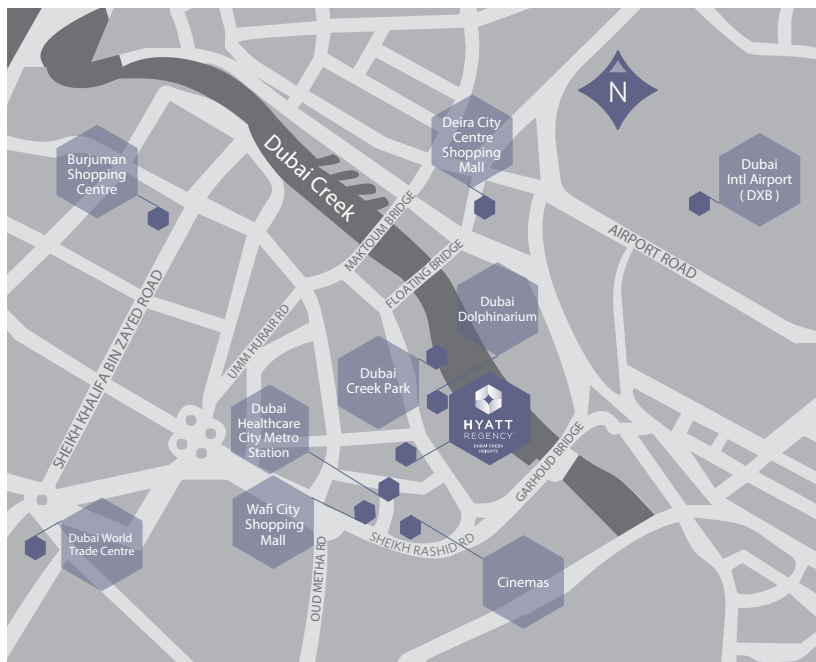 N
Deira City
Centre
Shopping
Mall
Burjuman
Shopping
Centre
Dubai
Intl Airport
( DXB )
Dubai Creek
MAKTOUM BRIDGE
AIRPORT ROAD
FLOATING BRIDGE
SHEIKH KHALIFA BIN ZAYED ROAD
UMM HURAIR RD
Dubai
Dolphinarium
Dubai
Creek Park
HYATT
REGENCY
DUBAI CREEK
HEIGHTS
Dubai
Healthcare
City Metro
Station
GARHOUD BRIDGE
Wafi City
Shopping
Mall
Dubai World
Trade Centre
SHEIKH RASHID RD
OUD METHA RD
Cinemas